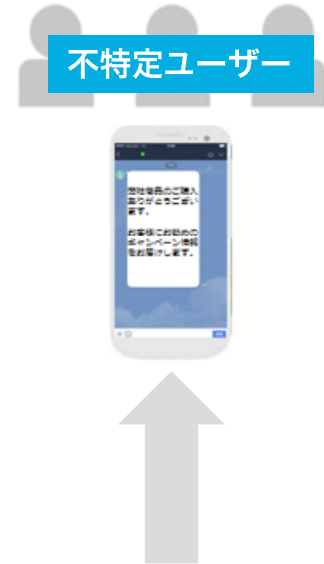 不特定ユーザー
弊社商品のご購入
ありがとうござい
ます。
お客様にお勧めの
キャンペーン情報
をお届けします。